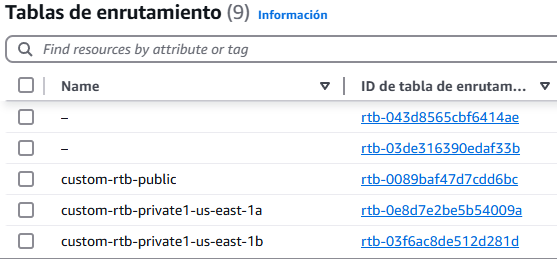 Tablas de enrutamiento (9) Información
Find resources by attribute or tag
Name ID de tabla de enrutam...
– rtb-043d8565cbf6414ae
– rtb-03de316390edaf33b
custom-rtb-public rtb-0089baf47d7cdd6bc
custom-rtb-private1-us-east-1a rtb-0e8d7e2be5b54009a
custom-rtb-private1-us-east-1b rtb-03f6ac8de512d281d